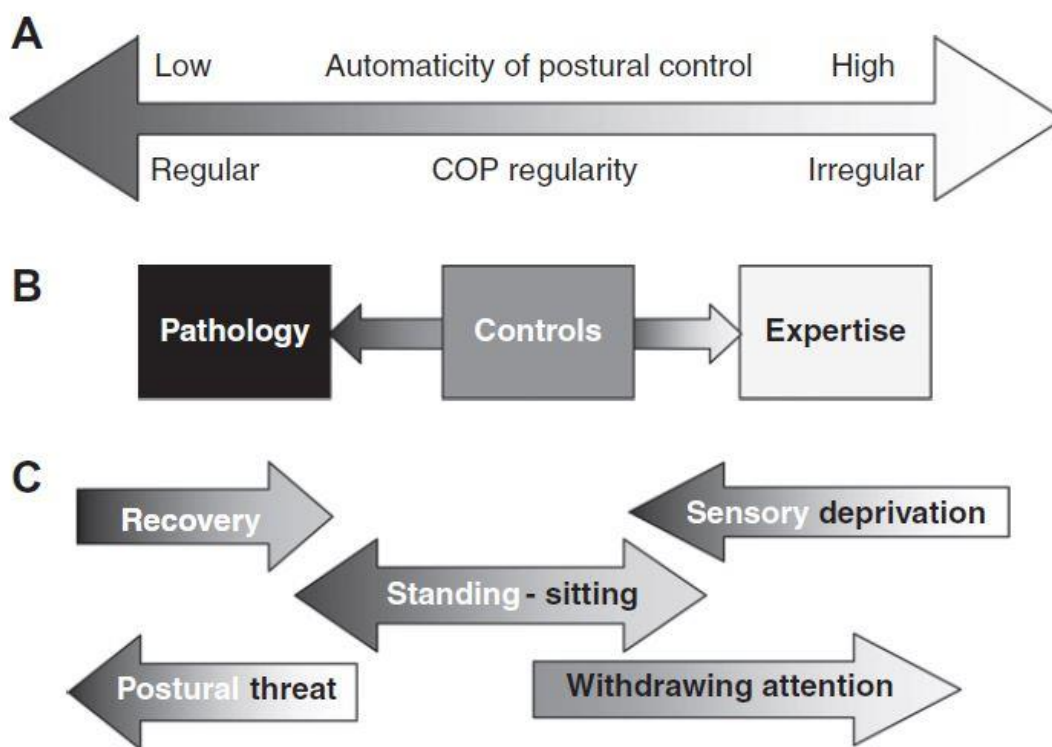 A
Low Automaticity of postural control High
Regular COP regularity Irregular
B
Pathology Controls Expertise
C
Recovery Sensory deprivation
Standing - sitting
Postural threat Withdrawing attention